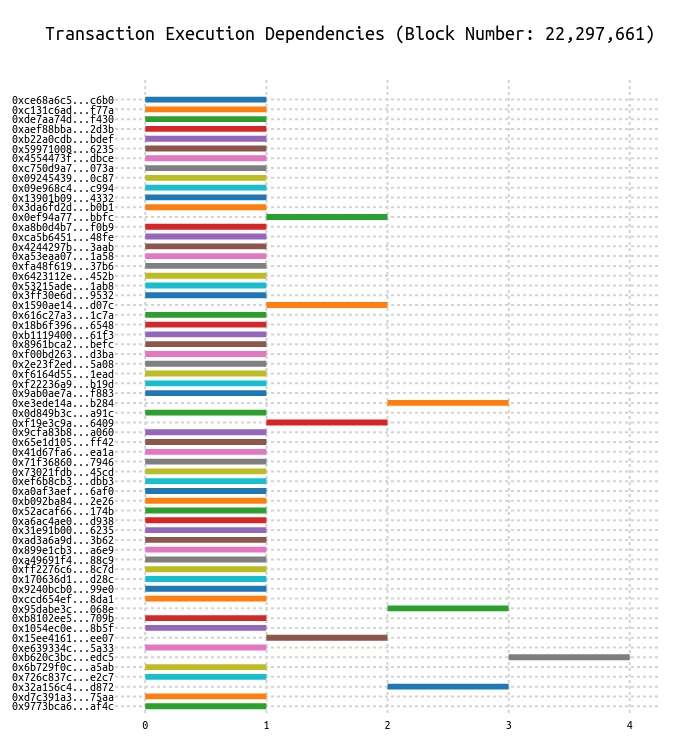 Transaction Execution Dependencies (Block Number: 22,297,661)
0xce68a6c5...c6b0
0xc131c6ad...f77a
0xde7aa74d...f430
0xaef88bba...2d3b
0xb22a0cdb...bdef
0x59971008...6235
0x4554473f...dbce
0xc750d9a7...073a
0x09245439...0c87
0x09e968c4...c994
0x13901b09...4332
0x3da6fd2d...b0b1
0x0ef94a77...bbfc
0xa8b0d4b7...f0b9
0xca5b6451...48fe
0x4244297b...3aab
0xa53eaa07...1a58
0xfa48f619...37b6
0x6423112e...452b
0x53215ade...1ab8
0x3ff30e6d...9532
0x1590ae14...d07c
0x616c27a3...1c7a
0x18b6f396...6548
0xb1119400...61f3
0x8961bca2...befc
0xf00bd263...d3ba
0x2e23f2ed...5a08
0xf6164d55...1ead
0xf22236a9...b19d
0x9ab0ae7a...f883
0xe3ede14a...b284
0x0d849b3c...a91c
0xf19e3c9a...6409
0x9cfa83b8...a060
0x65e1d105...ff42
0x41d67fa6...ea1a
0x71f36860...7946
0x73021fdb...45cd
0xef6b8cb3...dbb3
0xa0af3aef...6af0
0xb092ba84...2e26
0x52acaf66...174b
0xa6ac4ae0...d938
0x31e91b00...6235
0xad3a6a9d...3b62
0x899e1cb3...a6e9
0xa49691f4...88c9
0xff2276c6...8c7d
0x170636d1...d28c
0x9240bcb0...99e0
0xccd654ef...8da1
0x95dabe3c...068e
0xb8102ee5...709b
0x1054ec0e...8b5f
0x15ee4161...ee07
0xe639334c...5a33
0xb620c3bc...edc5
0x6b729f0c...a5ab
0x726c837c...e2c7
0x32a156c4...d872
0xd7c391a3...75aa
0x9773bca6...af4c
0 1 2 3 4